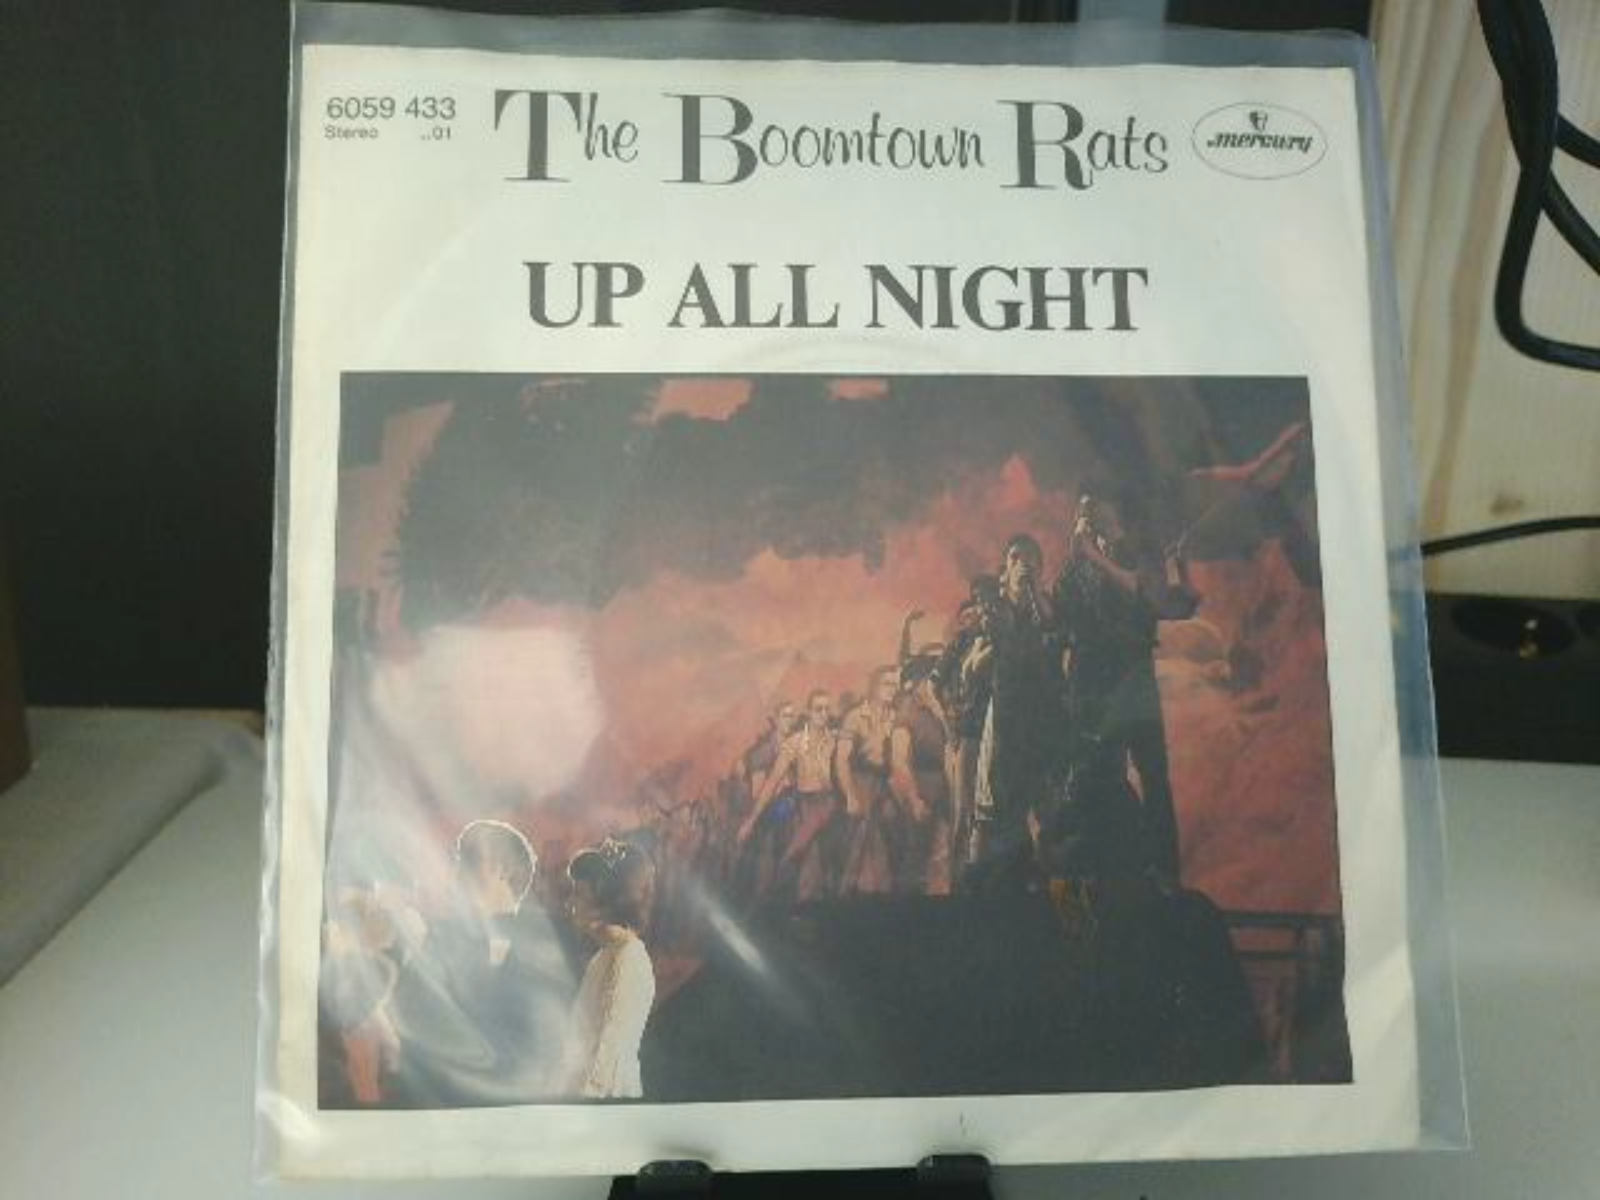 6059 433
Stereo ..01
The Boomtown Rats
mercury
UP ALL NIGHT